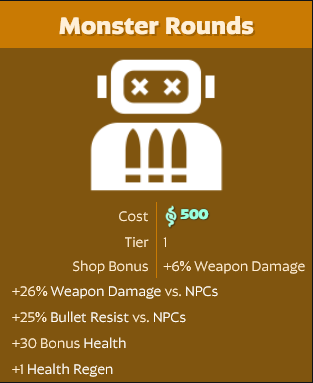 Monster Rounds
Cost 500
Tier 1
Shop Bonus +6% Weapon Damage
+26% Weapon Damage vs. NPCs
+25% Bullet Resist vs. NPCs
+30 Bonus Health
+1 Health Regen